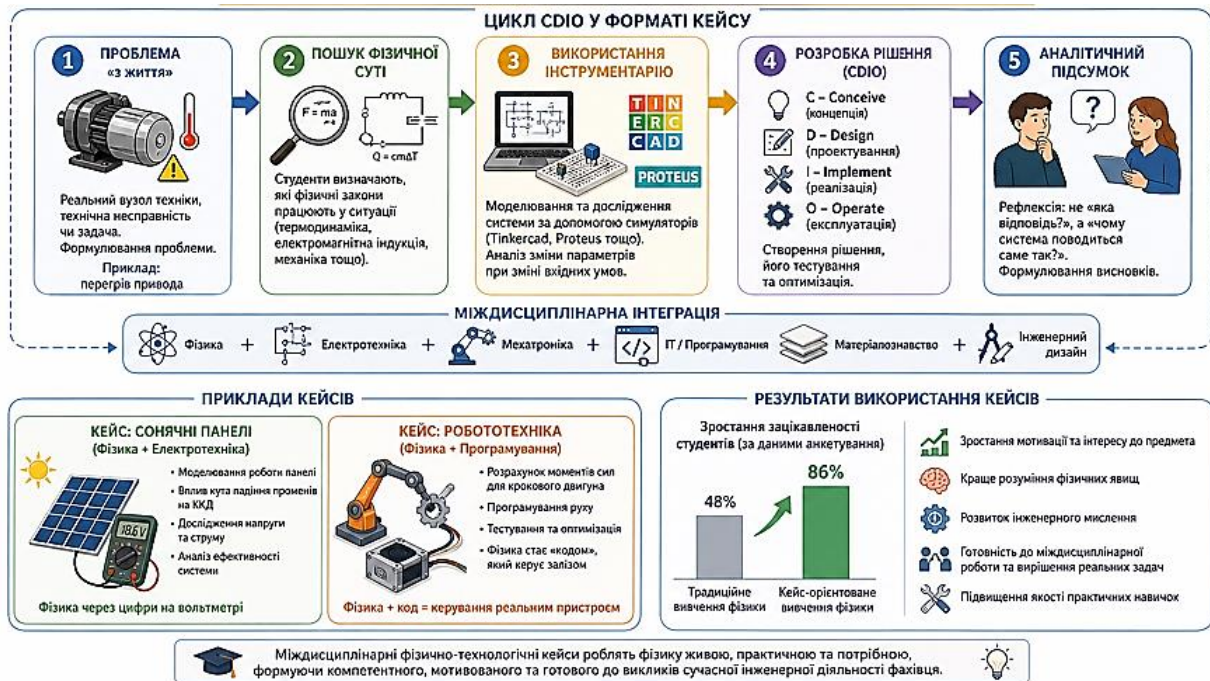 ЦИКЛ CDIO У ФОРМАТІ КЕЙСУ
1
ПРОБЛЕМА
«З ЖИТТЯ»
Реальний вузол техніки,
технічна несправність
чи задача.
Формулювання проблеми.
Приклад:
перегрів привода
2
ПОШУК ФІЗИЧНОЇ
СУТІ
F = ma
Q = cmΔT
Студенти визначають,
які фізичні закони
працюють у ситуації
(термодинаміка,
електромагнітна індукція,
механіка тощо).
3
ВИКОРИСТАННЯ
ІНСТРУМЕНТАРІЮ
TIN
ERC
CAD
PROTEUS
Моделювання та дослідження
системи за допомогою симуляторів
(Tinkercad, Proteus тощо).
Аналіз зміни параметрів
при зміні вхідних умов.
4
РОЗРОБКА РІШЕННЯ
(CDIO)
C – Conceive
(концепція)
D – Design
(проектування)
I – Implement
(реалізація)
O – Operate
(експлуатація)
Створення рішення,
його тестування
та оптимізація.
5
АНАЛІТИЧНИЙ
ПІДСУМОК
?
Рефлексія: не «яка
відповідь?», а «чому
система поводиться
саме так?».
Формулювання висновків.
МІЖДИСЦИПЛІНАРНА ІНТЕГРАЦІЯ
Фізика + Електротехніка + Мехатроніка + </> ІТ / Програмування Матеріалознавство + Інженерний
дизайн
ПРИКЛАДИ КЕЙСІВ
КЕЙС: СОНЯЧНІ ПАНЕЛІ
(Фізика + Електротехніка)
18.6 V
• Моделювання роботи панелі
• Вплив кута падіння променів
на ККД
• Дослідження напруги
та струму
• Аналіз ефективності
системи
Фізика через цифри на вольтметрі
КЕЙС: РОБОТОТЕХНІКА
(Фізика + Програмування)
• Розрахунок моментів сил
для крокового двигуна
• Програмування руху
• Тестування та оптимізація
• Фізика стає «кодом»,
який керує залізом
Фізика + код = керування реальним пристроєм
РЕЗУЛЬТАТИ ВИКОРИСТАННЯ КЕЙСІВ
Зростання зацікавленості
студентів (за даними анкетування)
48%
86%
Традиційне
вивчення фізики
Кейс-орієнтоване
вивчення фізики
Зростання мотивації та інтересу до предмета
Краще розуміння фізичних явищ
Розвиток інженерного мислення
Готовність до міждисциплінарної
роботи та вирішення реальних задач
Підвищення якості практичних навичок
Міждисциплінарні фізично-технологічні кейси роблять фізику живою, практичною та потрібною,
формуючи компетентного, мотивованого та готового до викликів сучасної інженерної діяльності фахівця.